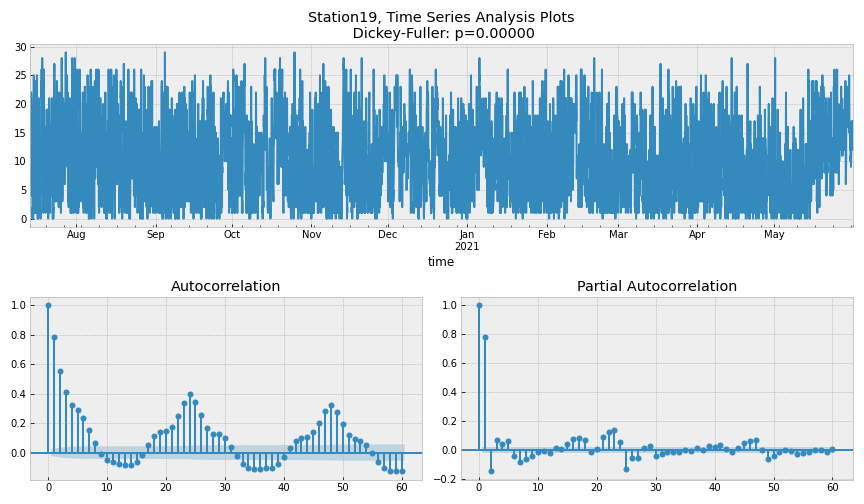 Station19, Time Series Analysis Plots
Dickey-Fuller: p=0.00000
30
25
20
15
10
5
0
Aug Sep Oct Nov Dec Jan Feb Mar Apr May
2021
time
Autocorrelation
1.0
0.8
0.6
0.4
0.2
0.0
0 10 20 30 40 50 60
Partial Autocorrelation
1.0
0.8
0.6
0.4
0.2
0.0
−0.2
0 10 20 30 40 50 60